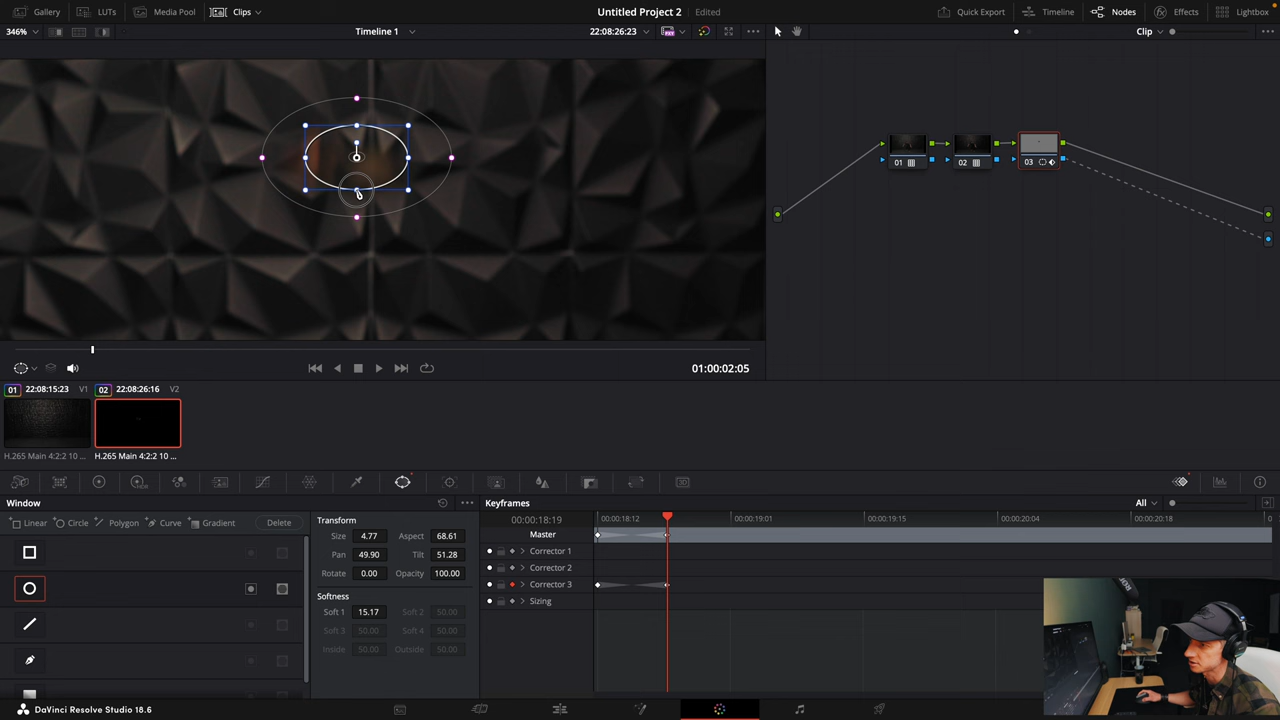 Gallery LUTs Media Pool Clips Untitled Project 2 Edited Quick Export Timeline Nodes Effects Lightbox
346% Timeline 1 22:08:26:23 Clip
01 02 03
01:00:02:05
01 22:08:15:23 V1 02 22:08:26:16 V2
H.265 Main 4:2:2 10 ... H.265 Main 4:2:2 10 ...
Window Keyframes All
Linear Circle Polygon Curve Gradient Delete
Transform
Size 4.77 Aspect 68.61
Pan 49.90 Tilt 51.28
Rotate 0.00 Opacity 100.00
Softness
Soft 1 15.17 Soft 2 50.00
Soft 3 50.00 Soft 4 50.00
Inside 50.00 Outside 50.00
00:00:18:19 00:00:18:12 00:00:19:01 00:00:19:15 00:00:20:04 00:00:20:18 0
Master
Corrector 1
Corrector 2
Corrector 3
Sizing
DaVinci Resolve Studio 18.6